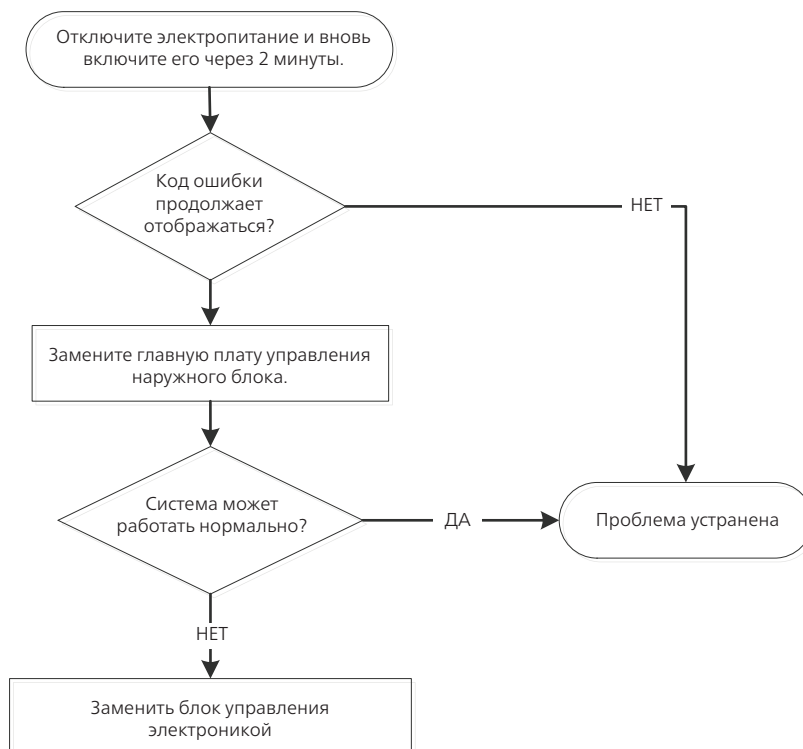 Отключите электропитание и вновь
включите его через 2 минуты.
Код ошибки
продолжает
отображаться?
НЕТ
Замените главную плату управления
наружного блока.
Система может
работать нормально?
ДА
Проблема устранена
НЕТ
Заменить блок управления
электроникой